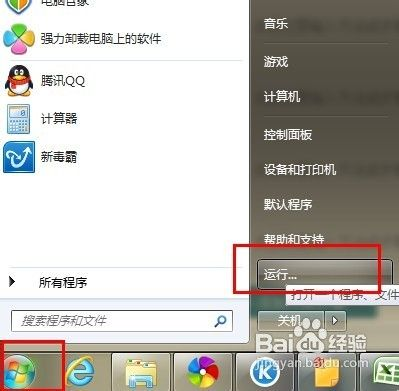 电脑管家
强力卸载电脑上的软件
腾讯QQ
计算器
新毒霸
所有程序
搜索程序和文件
音乐
游戏
计算机
控制面板
设备和打印机
默认程序
帮助和支持
运行...
打开一个程序、文件
关机
Baidu百科经验
jingyan.baidu.com